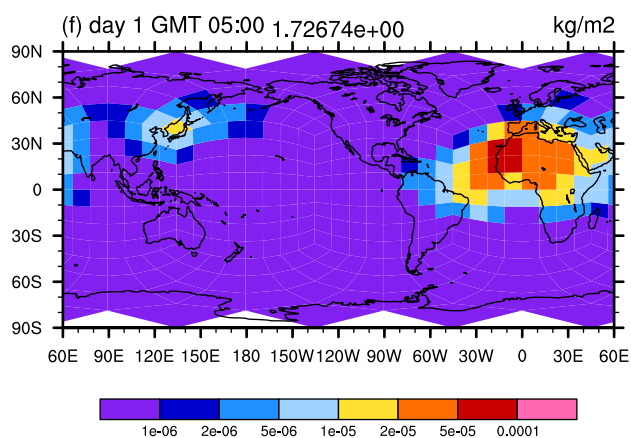 (f) day 1 GMT 05:00 1.72674e+00 kg/m2
90N
60N
30N
0
30S
60S
90S
60E 90E 120E 150E 180E 150W 120W 90W 60W 30W 0 30E 60E
1e-06 2e-06 5e-06 1e-05 2e-05 5e-05 0.0001